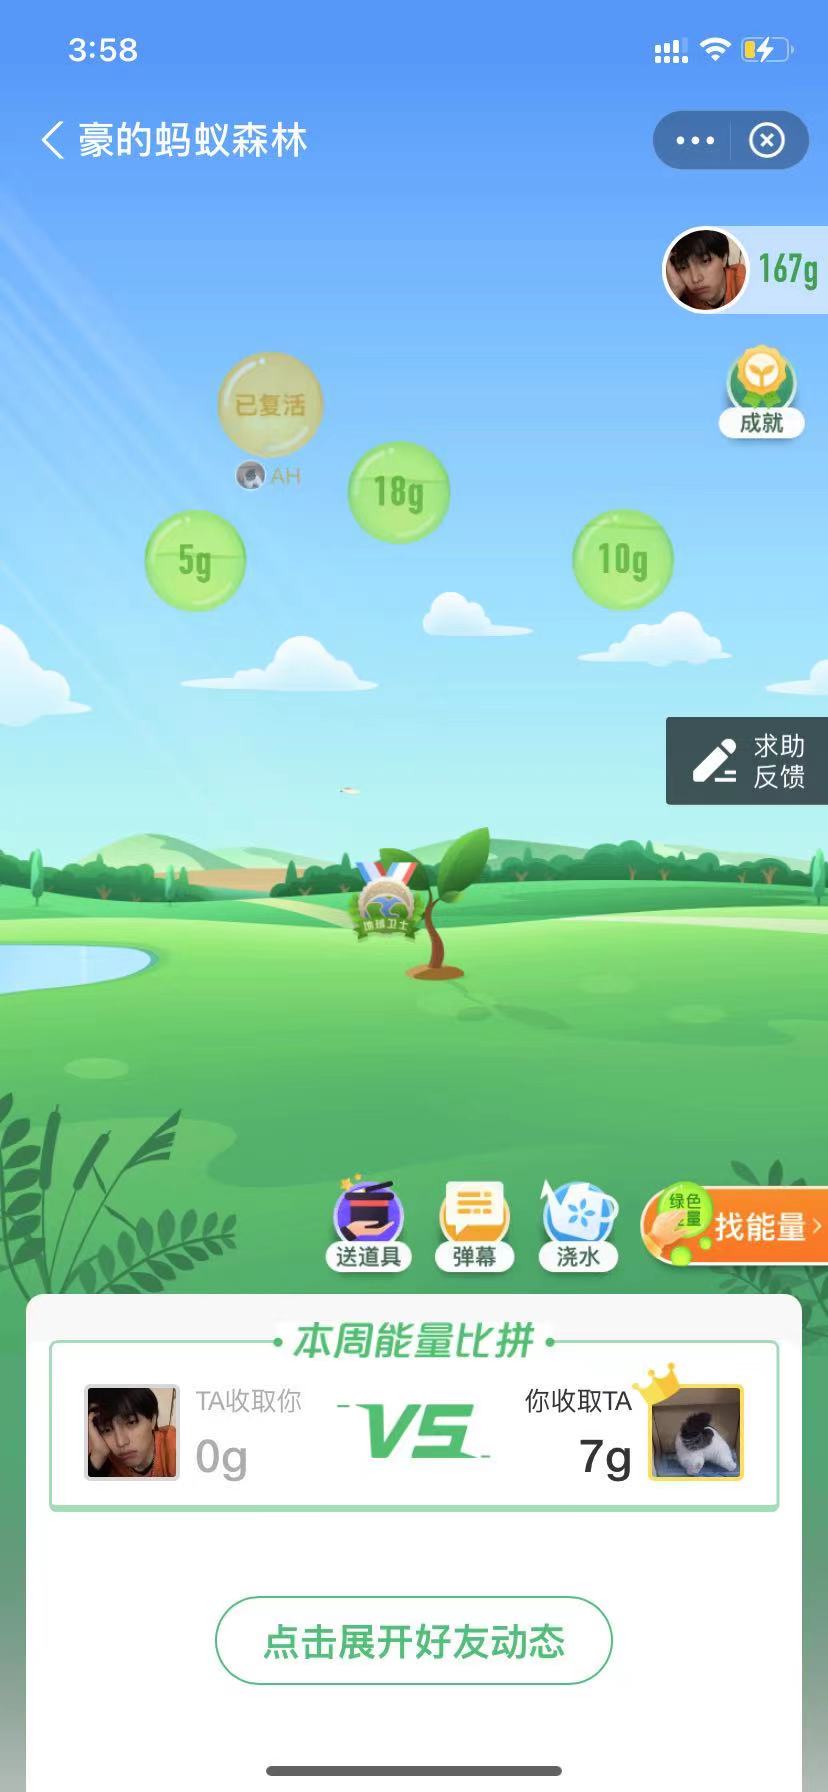 3:58
豪的蚂蚁森林
167g
成就
已复活
AH
18g
5g
10g
求助
反馈
地球卫士
送道具
弹幕
浇水
绿色
找能量
本周能量比拼
TA收取你
0g
VS
你收取TA
7g
点击展开好友动态